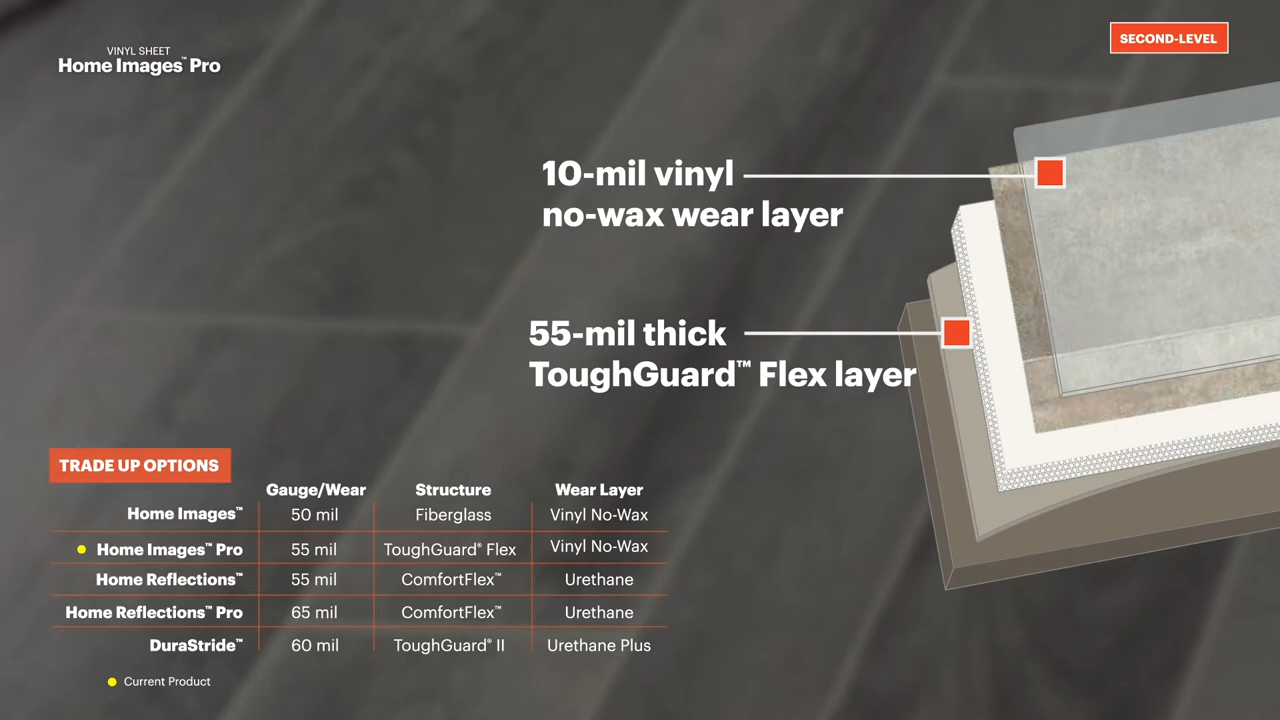 VINYL SHEET
Home Images™ Pro
SECOND-LEVEL
10-mil vinyl
no-wax wear layer
55-mil thick
ToughGuard™ Flex layer
TRADE UP OPTIONS
Gauge/Wear Structure Wear Layer
Home Images™ 50 mil Fiberglass Vinyl No-Wax
Home Images™ Pro 55 mil ToughGuard® Flex Vinyl No-Wax
Home Reflections™ 55 mil ComfortFlex™ Urethane
Home Reflections™ Pro 65 mil ComfortFlex™ Urethane
DuraStride™ 60 mil ToughGuard® II Urethane Plus
Current Product